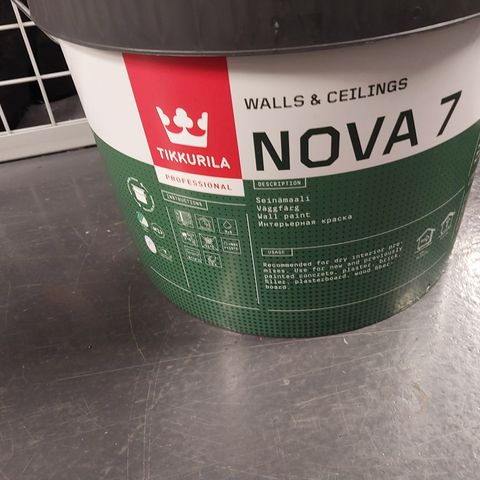 WALLS & CEILINGS
NOVA 7
TIKKURILA
PROFESSIONAL
DESCRIPTION
Seinämaali
Väggfärg
Wall paint
Интерьерная краска
INSTRUCTIONS
USAGE
Recommended for dry interior pre
mises. Use for new and previously
painted concrete, plaster, brick,
filler, plasterboard, wood fiber
board